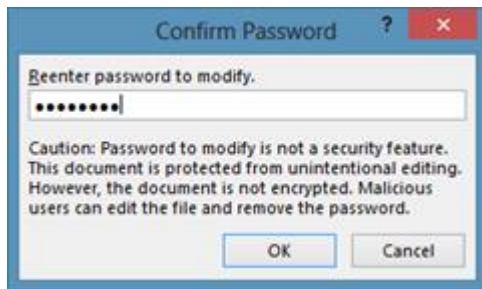 Confirm Password ? ×
Reenter password to modify.
••••••••
Caution: Password to modify is not a security feature.
This document is protected from unintentional editing.
However, the document is not encrypted. Malicious
users can edit the file and remove the password.
OK Cancel